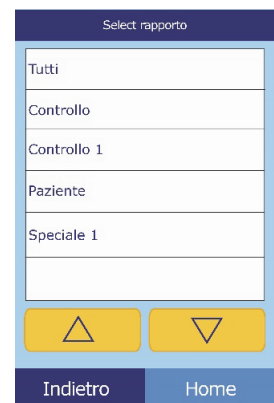 Select rapporto
Tutti
Controllo
Controllo 1
Paziente
Speciale 1
Indietro
Home